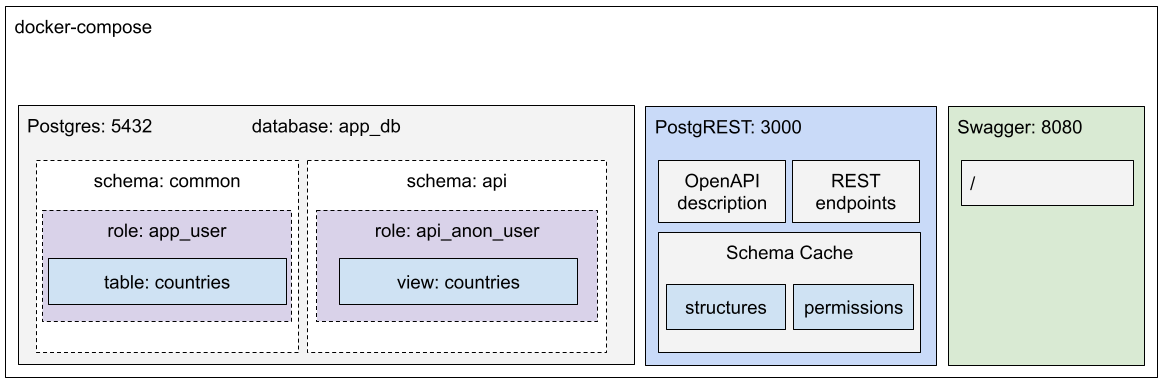 docker-compose
Postgres: 5432
database: app_db
schema: common
role: app_user
table: countries
schema: api
role: api_anon_user
view: countries
PostgREST: 3000
OpenAPI
description
REST
endpoints
Schema Cache
structures
permissions
Swagger: 8080
/